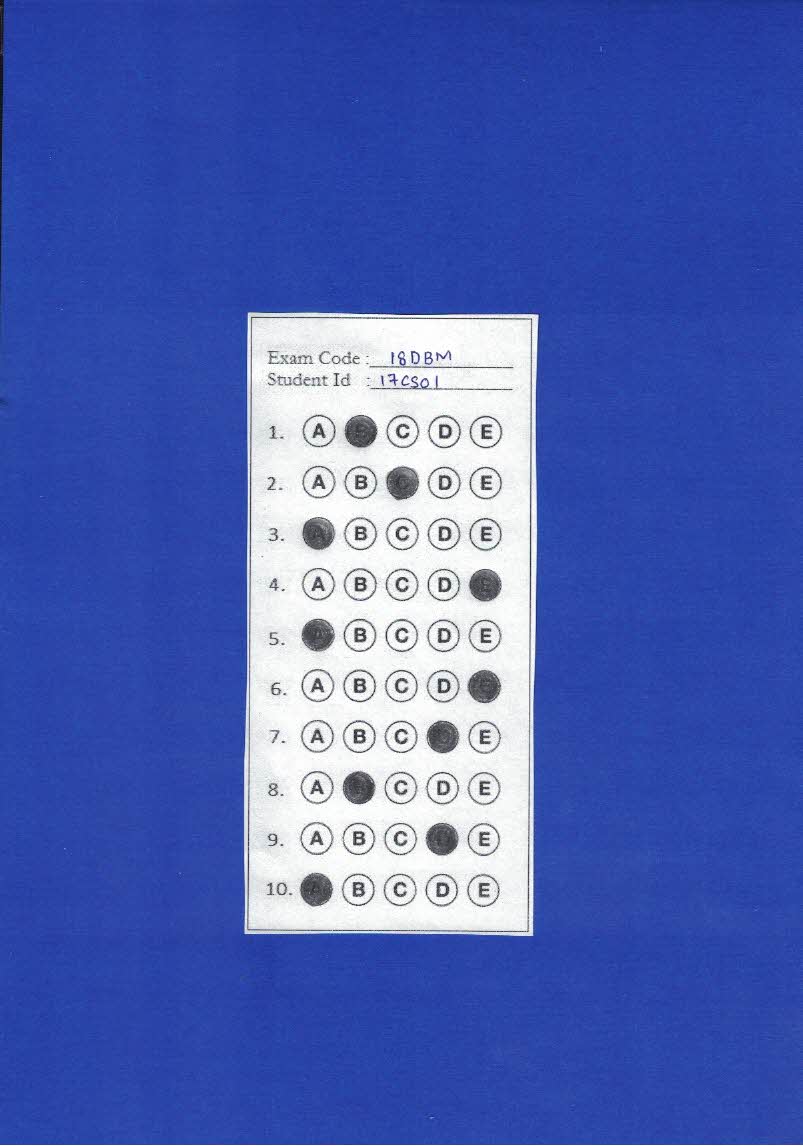 Exam Code : 18DBM
Student Id : 17CS01
1. A B C D E
2. A B C D E
3. A B C D E
4. A B C D E
5. A B C D E
6. A B C D E
7. A B C D E
8. A B C D E
9. A B C D E
10. A B C D E